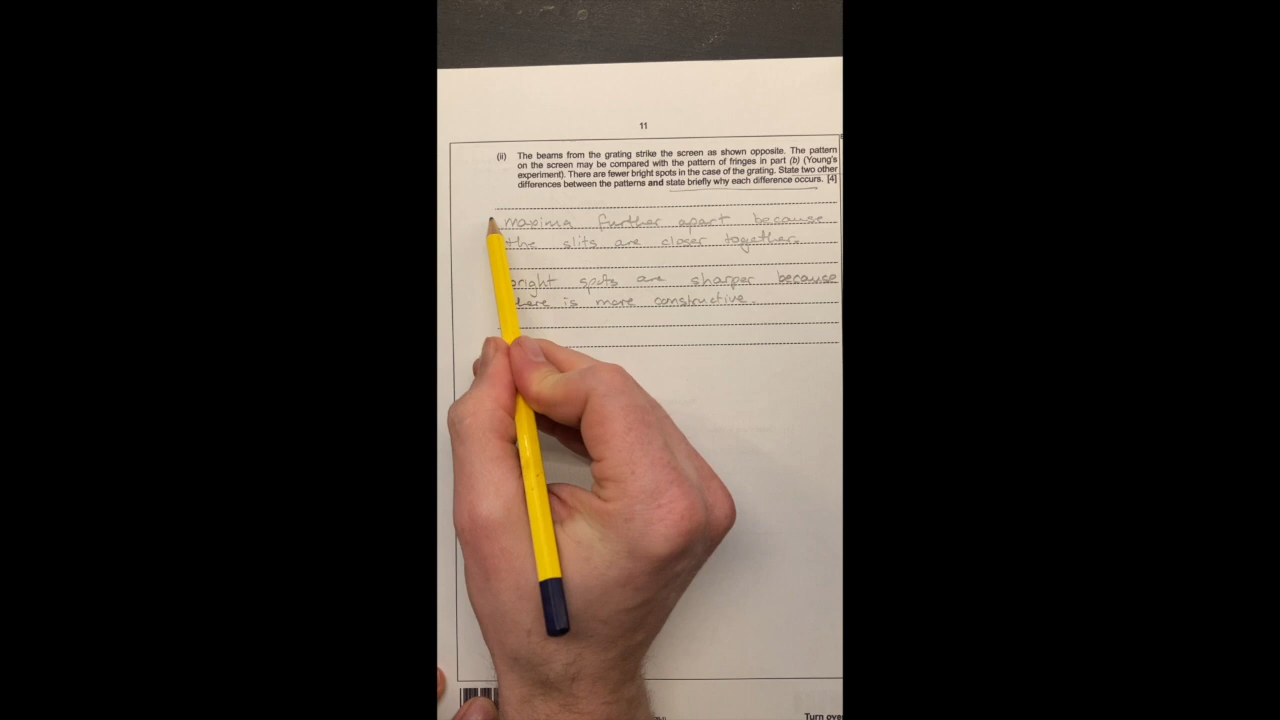 11
(ii) The beams from the grating strike the screen as shown opposite. The pattern
on the screen may be compared with the pattern of fringes in part (b) (Young's
experiment). There are fewer bright spots in the case of the grating. State two other
differences between the patterns and state briefly why each difference occurs. [4]
maxima further apart because
the slits are closer together.
bright spots are sharper because
there is more constructive.
Turn over